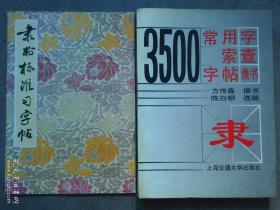 隶书标准习字帖
3500
常用字
索查
字帖隶书
方传鑫 撰书
陈白柳 选编
隶
上海交通大学出版社